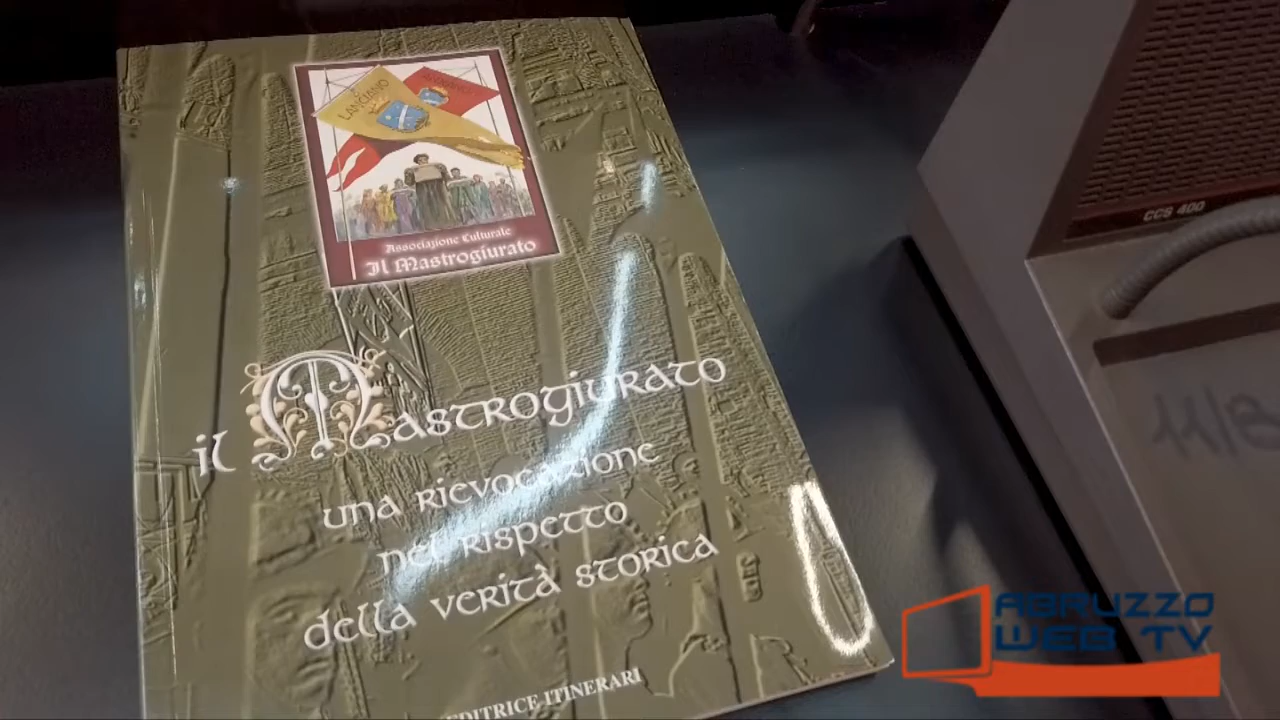 LANCIANO
Associazione Culturale
Il Mastrogiurato
il Mastrogiurato
una rievocazione
nel rispetto
della verità storica
EDITRICE ITINERARI
CCS 400
ABRUZZO
WEB TV